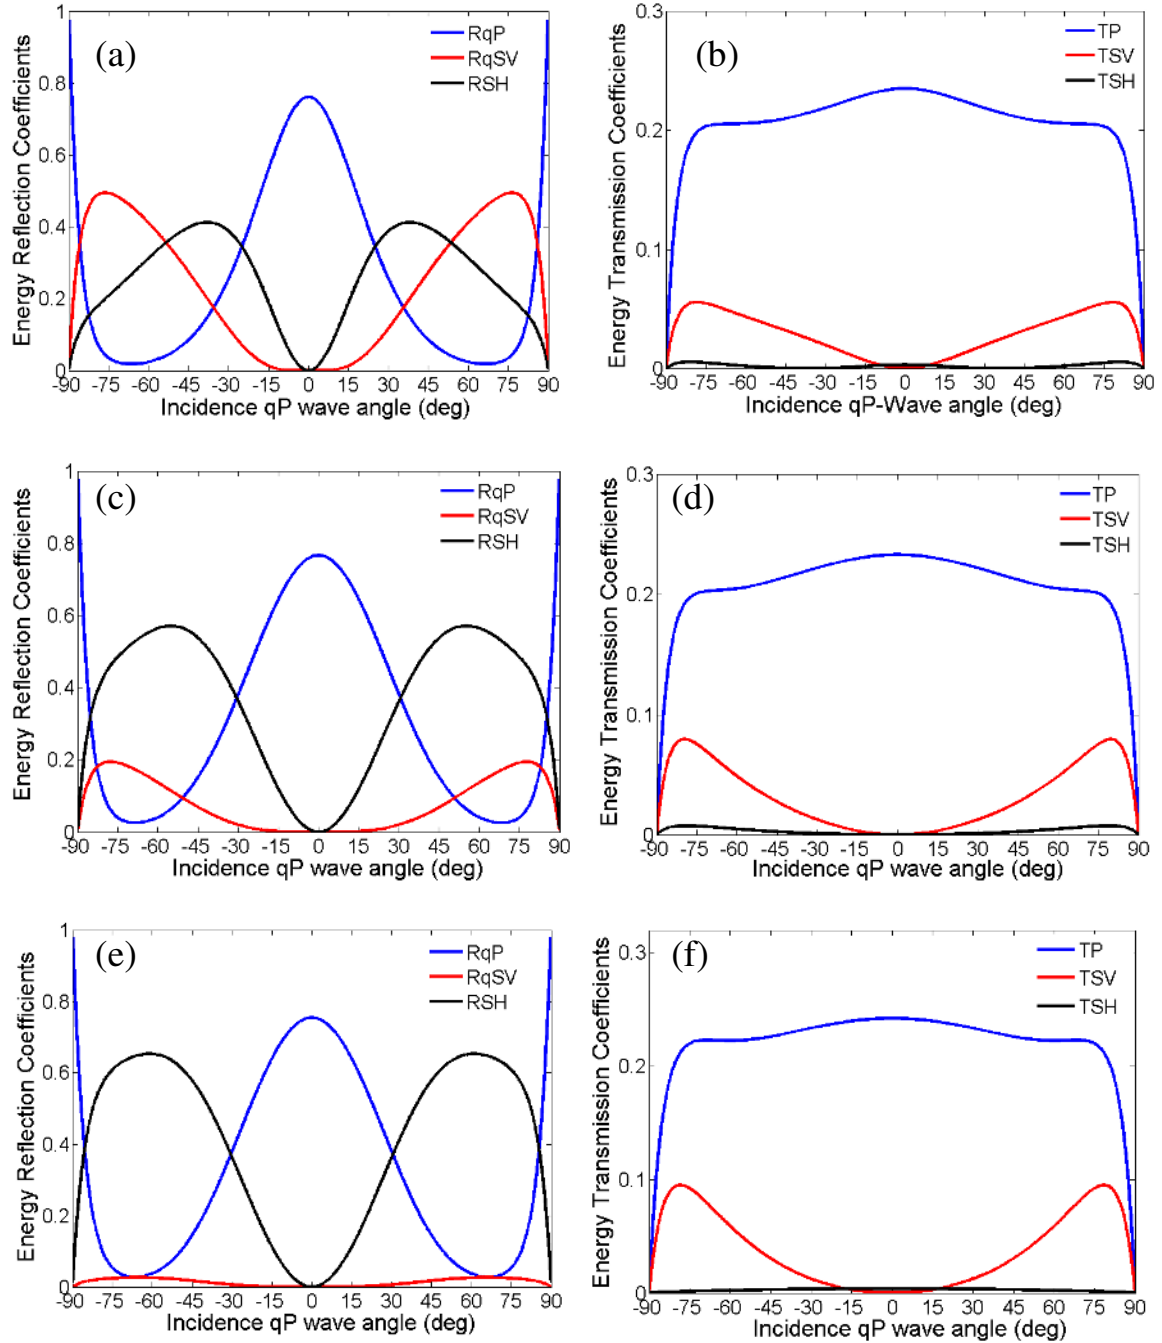 (a)
RqP
RqSV
RSH
Energy Reflection Coefficients
1
0.8
0.6
0.4
0.2
0
-90 -75 -60 -45 -30 -15 0 15 30 45 60 75 90
Incidence qP wave angle (deg)
(b)
TP
TSV
TSH
Energy Transmission Coefficients
0.3
0.2
0.1
0
-90 -75 -60 -45 -30 -15 0 15 30 45 60 75 90
Incidence qP-Wave angle (deg)
(c)
RqP
RqSV
RSH
Energy Reflection Coefficients
1
0.8
0.6
0.4
0.2
0
-90 -75 -60 -45 -30 -15 0 15 30 45 60 75 90
Incidence qP wave angle (deg)
(d)
TP
TSV
TSH
Energy Transmission Coefficients
0.3
0.2
0.1
0
-90 -75 -60 -45 -30 -15 0 15 30 45 60 75 90
Incidence qP wave angle (deg)
(e)
RqP
RqSV
RSH
Energy Reflection Coefficients
1
0.8
0.6
0.4
0.2
0
-90 -75 -60 -45 -30 -15 0 15 30 45 60 75 90
Incidence qP wave angle (deg)
(f)
TP
TSV
TSH
Energy Transmission Coefficients
0.3
0.2
0.1
0
-90 -75 -60 -45 -30 -15 0 15 30 45 60 75 90
Incidence qP wave angle (deg)